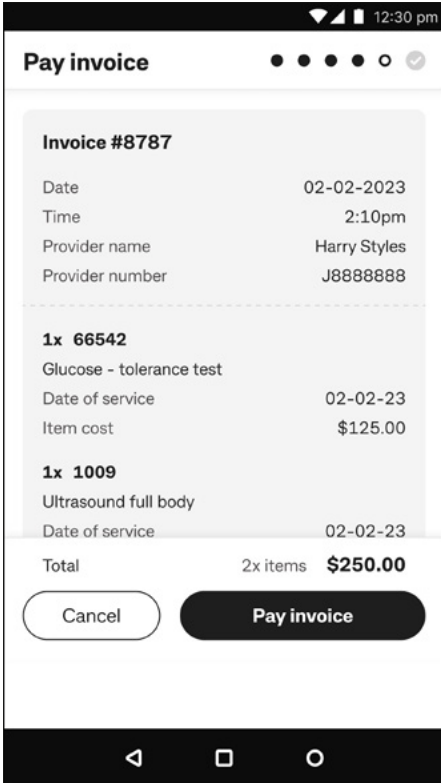 12:30 pm
Pay invoice
Invoice #8787
Date 02-02-2023
Time 2:10pm
Provider name Harry Styles
Provider number J8888888
1x 66542
Glucose - tolerance test
Date of service 02-02-23
Item cost $125.00
1x 1009
Ultrasound full body
Date of service 02-02-23
Total 2x items $250.00
Cancel Pay invoice